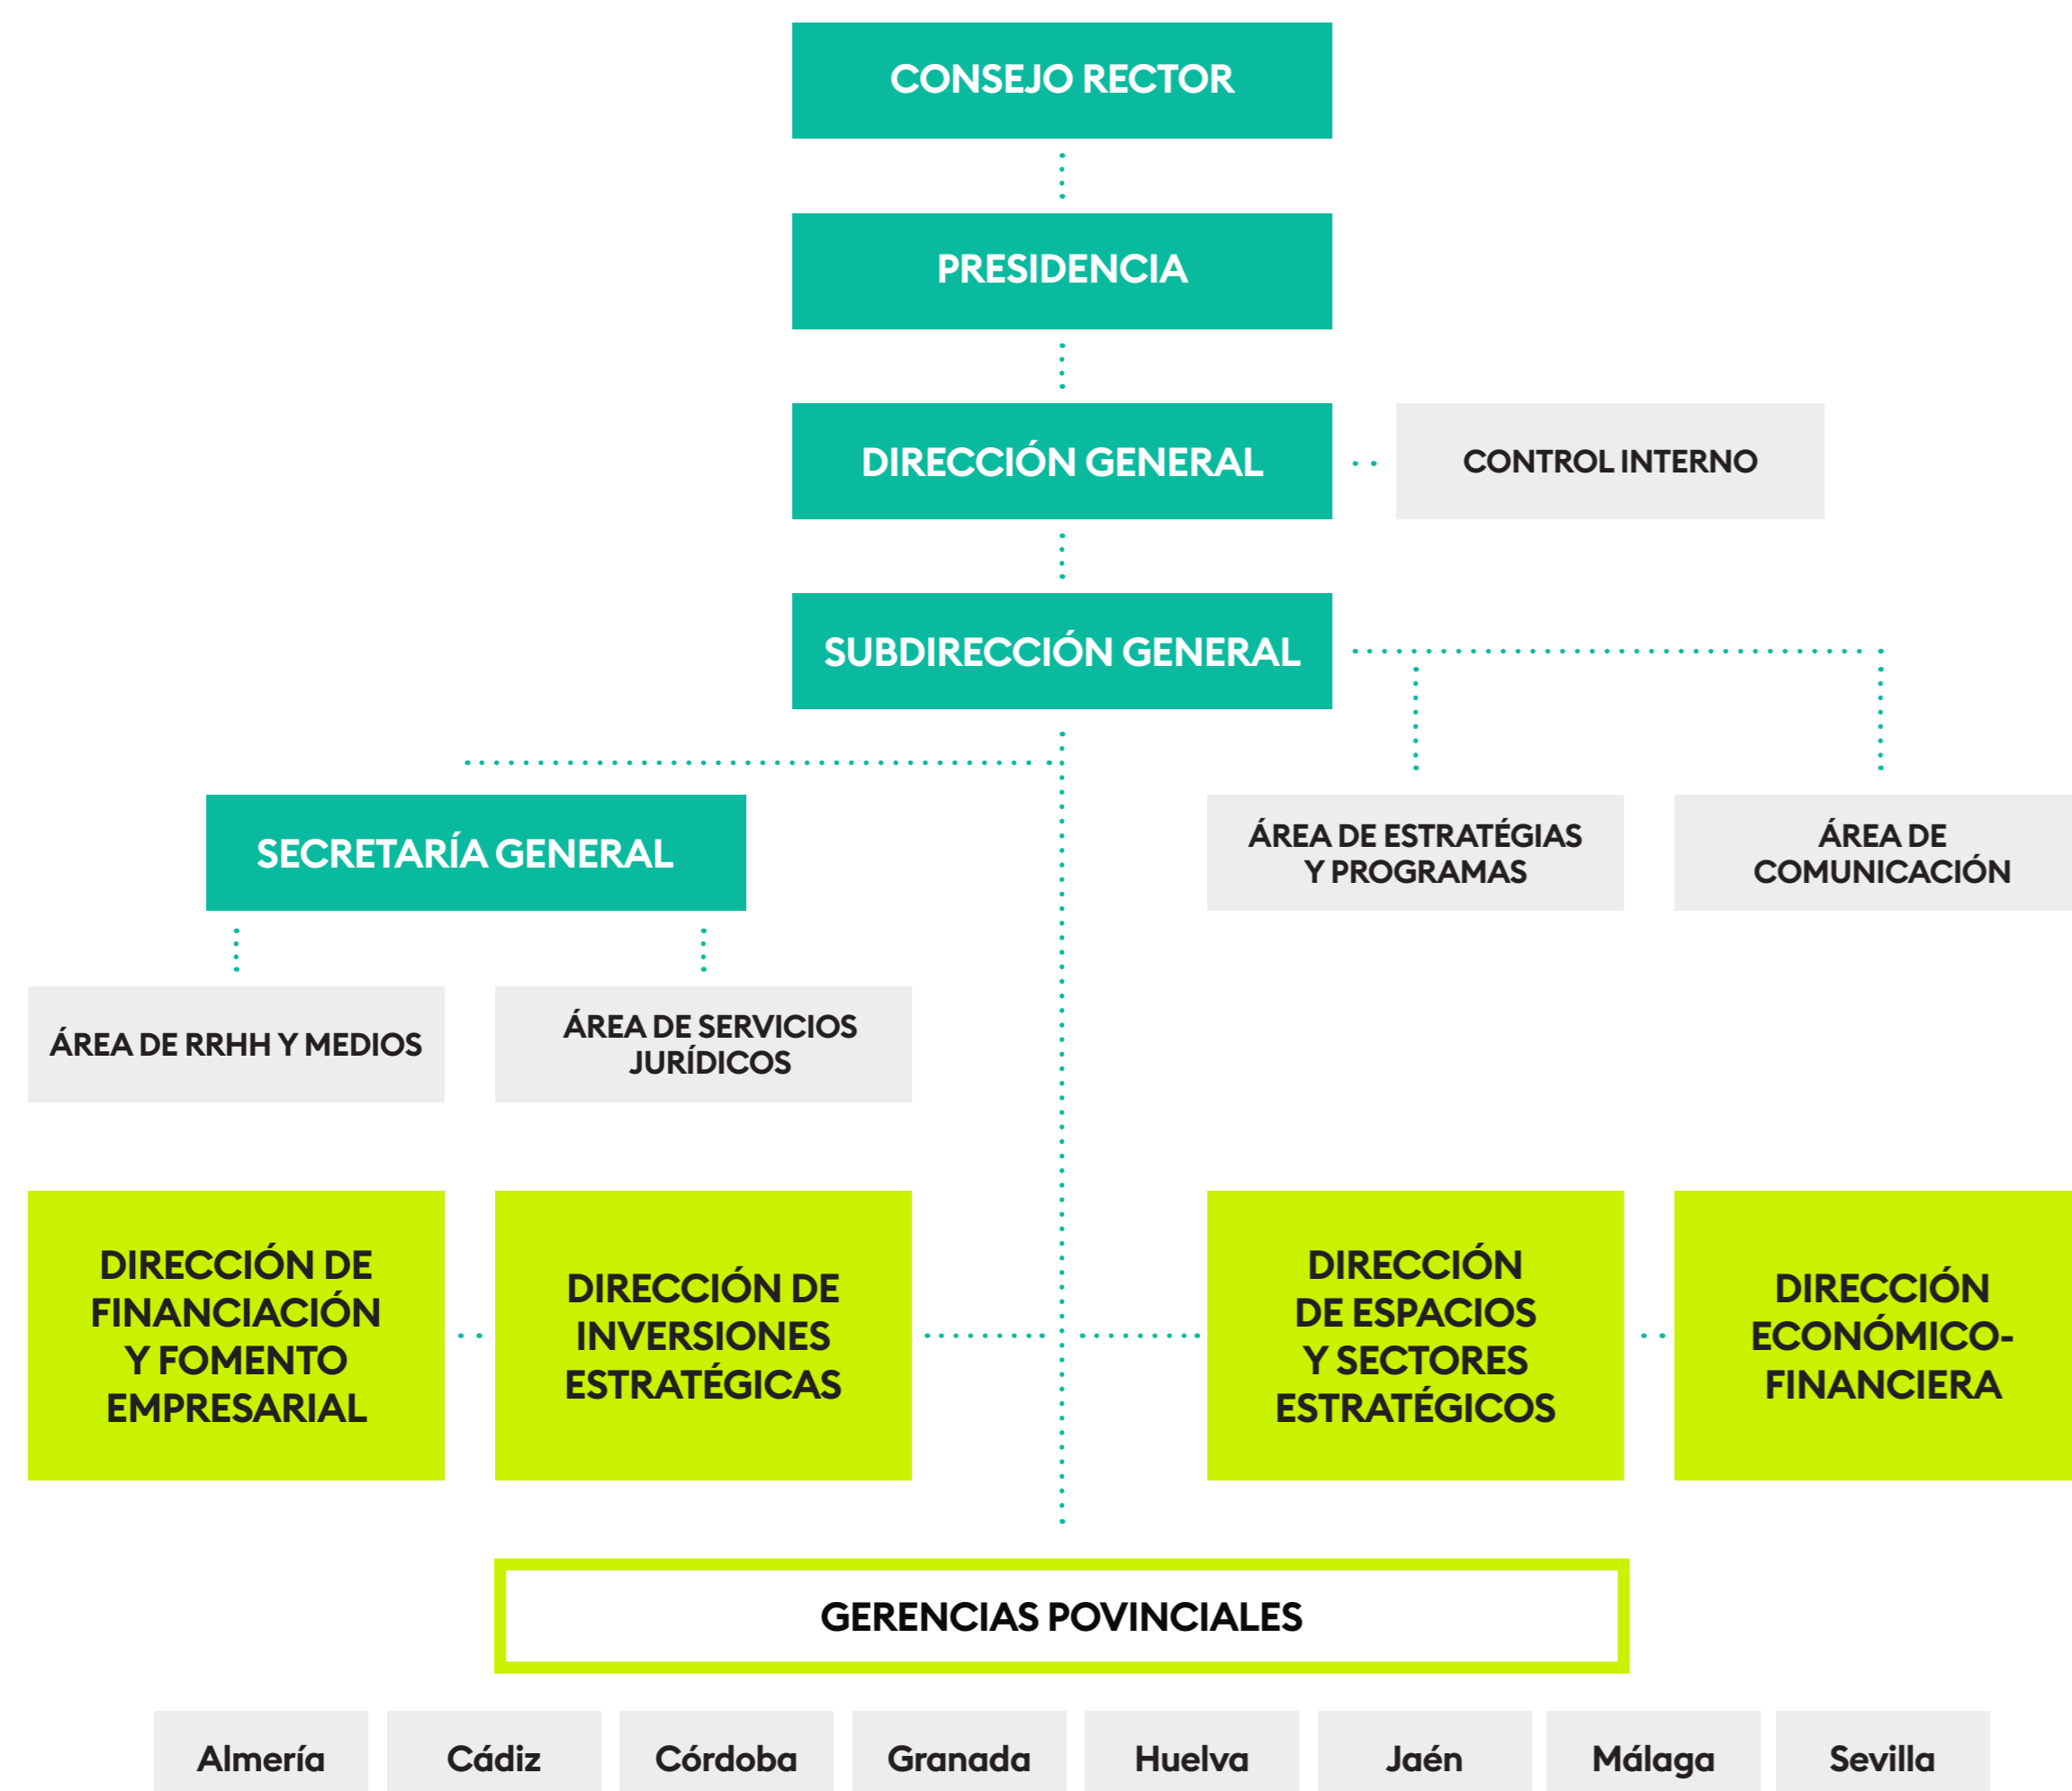 CONSEJO RECTOR
PRESIDENCIA
DIRECCIÓN GENERAL
CONTROL INTERNO
SUBDIRECCIÓN GENERAL
SECRETARÍA GENERAL
ÁREA DE ESTRATÉGIAS
Y PROGRAMAS
ÁREA DE
COMUNICACIÓN
ÁREA DE RRHH Y MEDIOS
ÁREA DE SERVICIOS
JURÍDICOS
DIRECCIÓN DE
FINANCIACIÓN
Y FOMENTO
EMPRESARIAL
DIRECCIÓN DE
INVERSIONES
ESTRATÉGICAS
DIRECCIÓN
DE ESPACIOS
Y SECTORES
ESTRATÉGICOS
DIRECCIÓN
ECONÓMICO-
FINANCIERA
GERENCIAS POVINCIALES
Almería
Cádiz
Córdoba
Granada
Huelva
Jaén
Málaga
Sevilla